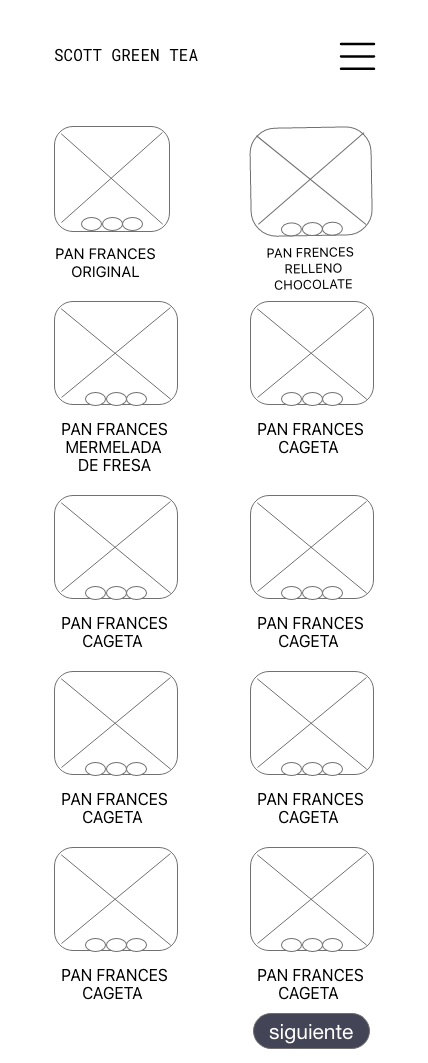 SCOTT GREEN TEA
PAN FRANCES
ORIGINAL
PAN FRENCES
RELLENO
CHOCOLATE
PAN FRANCES
MERMELADA
DE FRESA
PAN FRANCES
CAGETA
PAN FRANCES
CAGETA
PAN FRANCES
CAGETA
PAN FRANCES
CAGETA
PAN FRANCES
CAGETA
PAN FRANCES
CAGETA
PAN FRANCES
CAGETA
siguiente